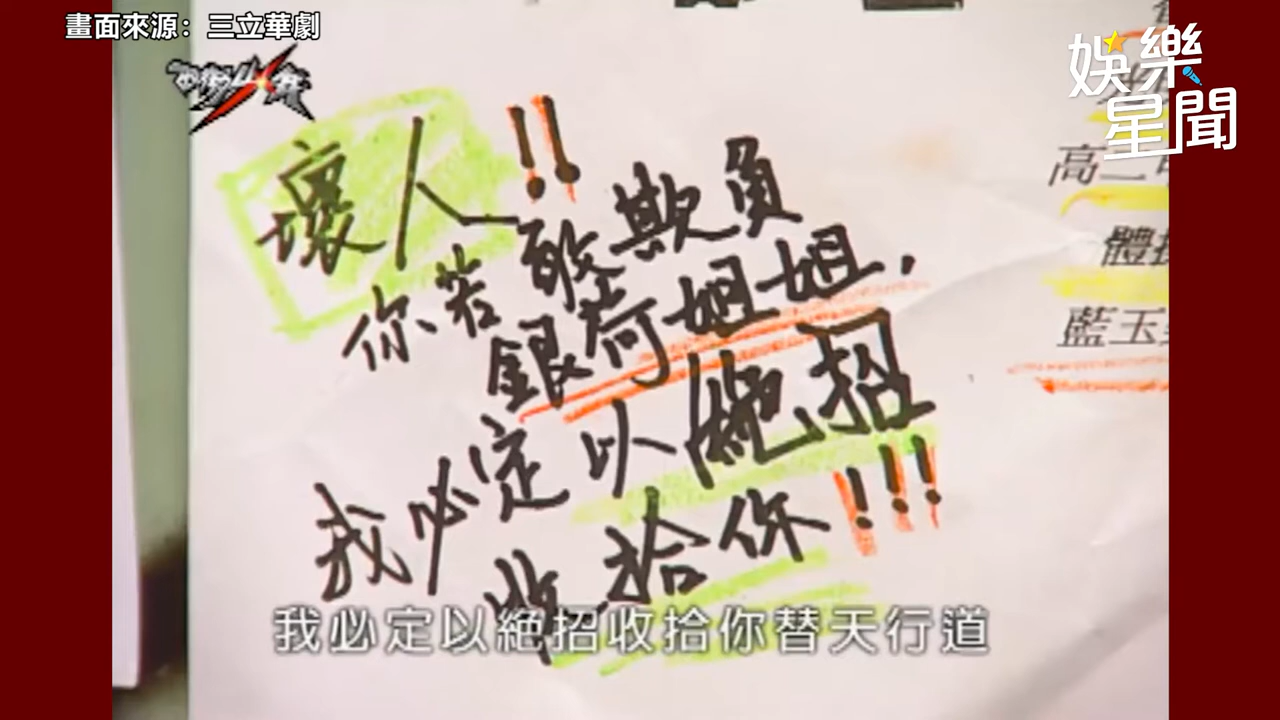 畫面來源：三立華劇
娛樂
星聞
壞人!!
你若敢欺負
銀荷姐姐，
我必定以絕招
收拾你!!!
高三
體
藍玉
我必定以絕招收拾你替天行道